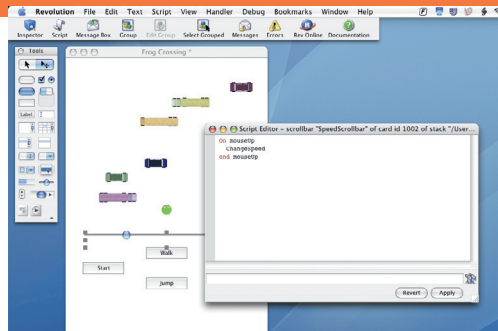 Revolution File Edit Text Script View Handler Debug Bookmarks Window Help
Inspector Script Message Box Group Edit Group Select Grouped Messages Errors Rev Online Documentation
Tools
Frog Crossing *
Label
Script Editor - scrollbar "SpeedScrollbar" of card id 1002 of stack "/User...
On mouseUp
Changespeed
end mouseUp
Walk
Start
Jump
Revert Apply